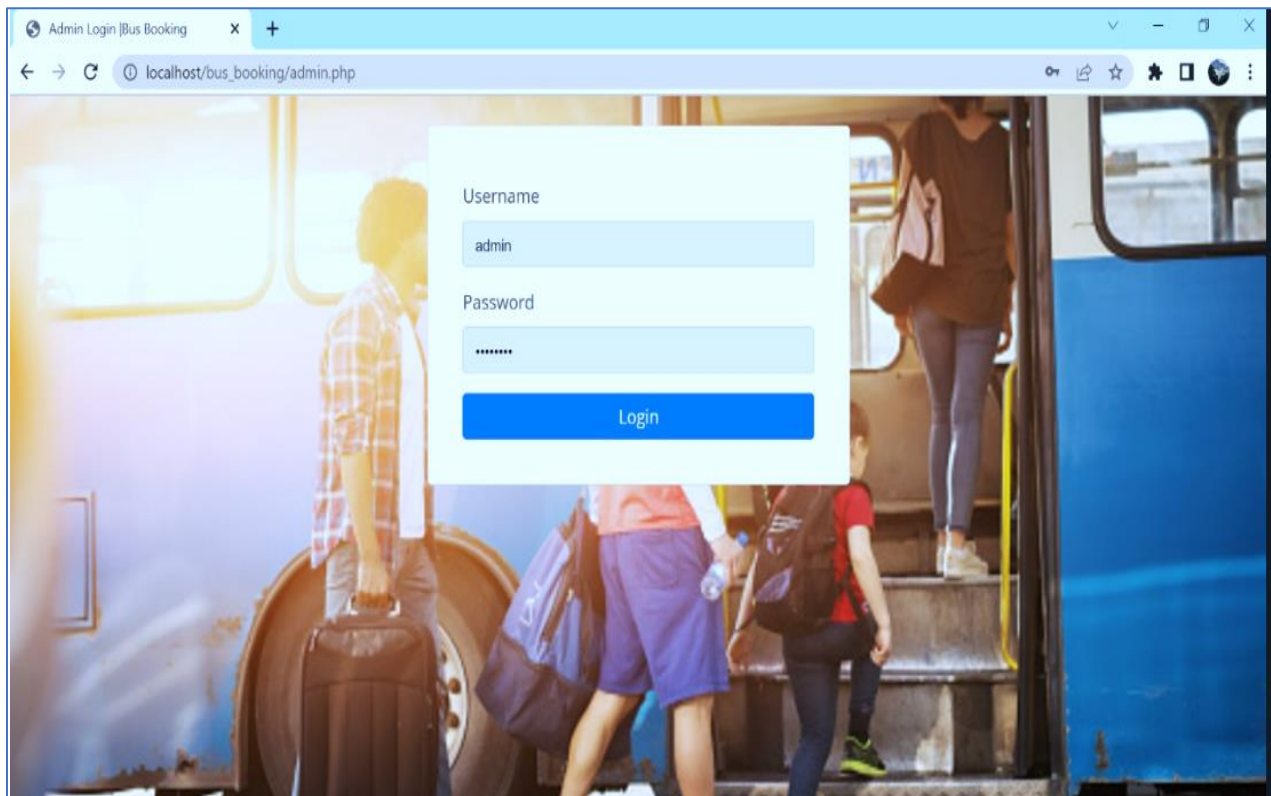 Admin Login |Bus Booking
localhost/bus_booking/admin.php
Username
admin
Password
••••••••
Login